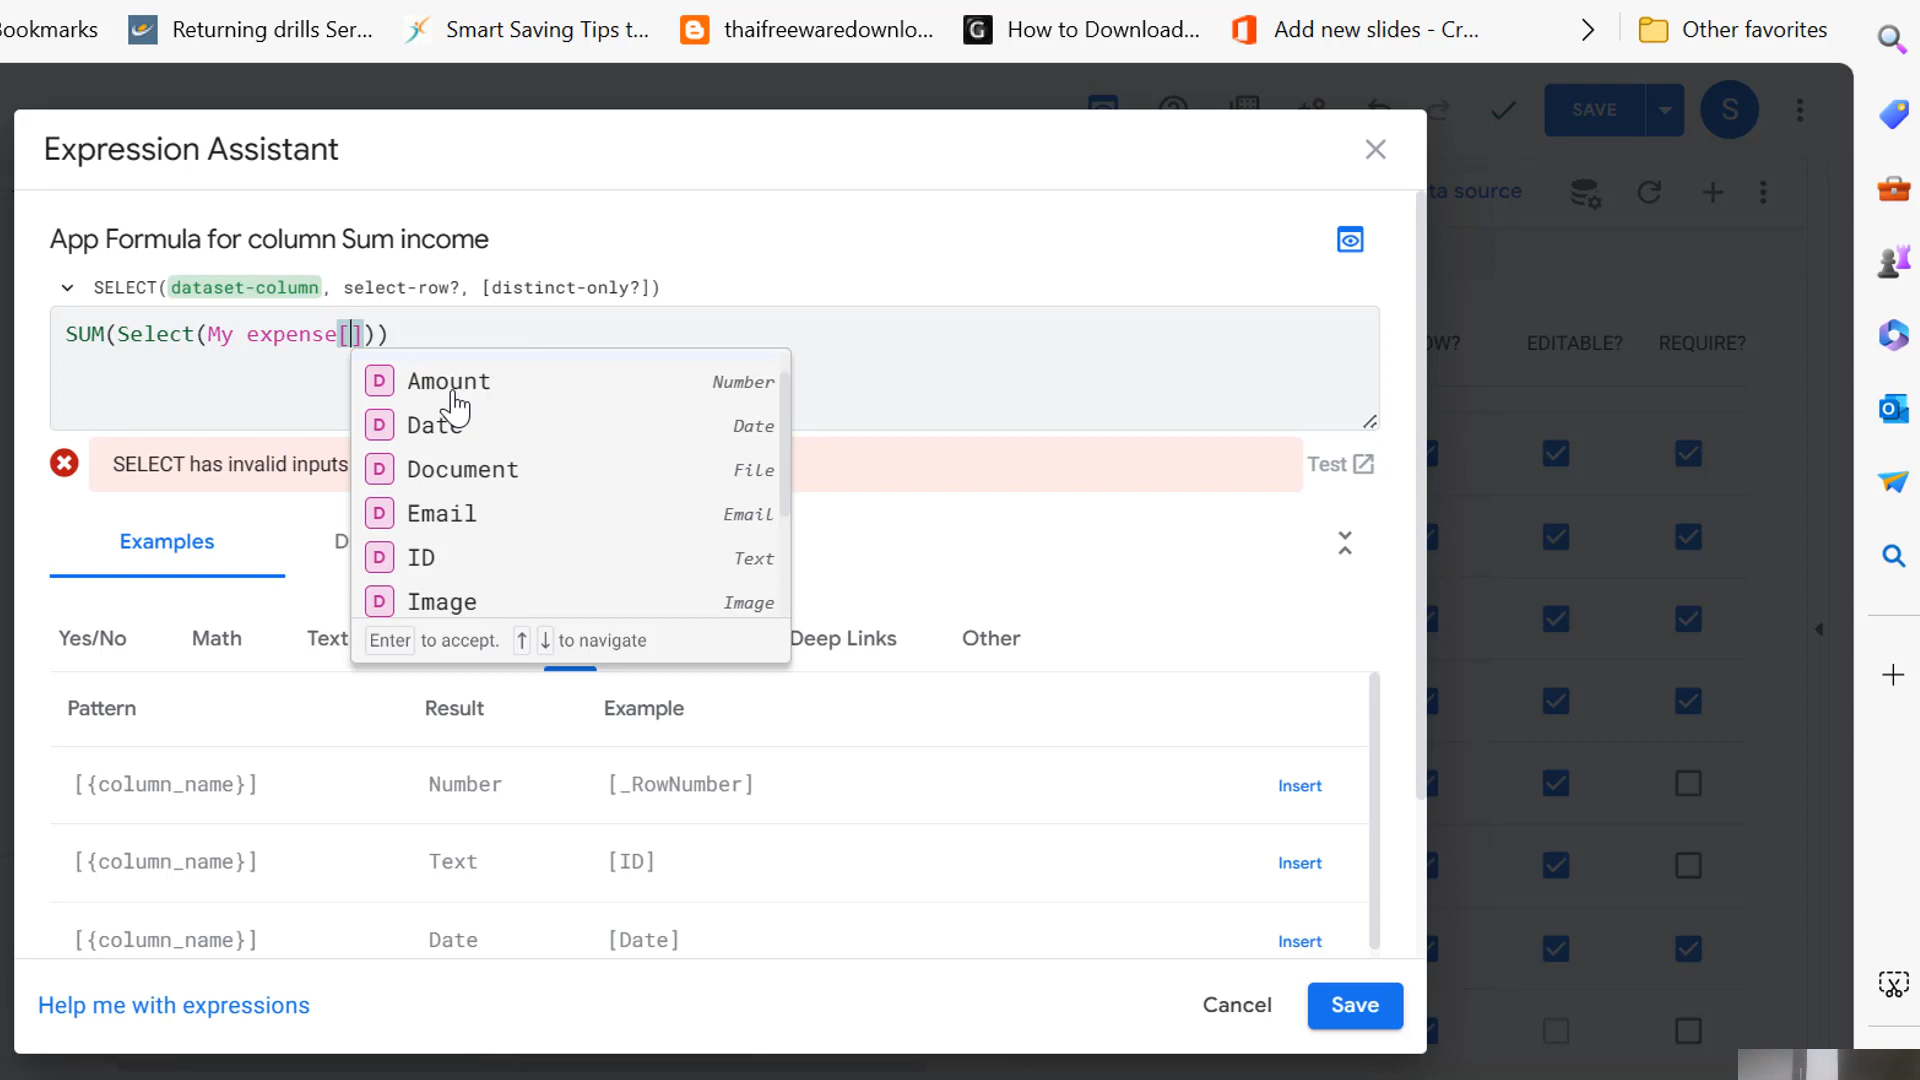 ookmarks
Returning drills Ser...
Smart Saving Tips t...
thaifreewaredownlo...
How to Download...
Add new slides - Cr...
Other favorites
SAVE
S
Expression Assistant
ta source
App Formula for column Sum income
SELECT(dataset-column, select-row?, [distinct-only?])
SUM(Select(My expense[]))
OW?
EDITABLE?
REQUIRE?
D Amount Number
D Date Date
D Document File
D Email Email
D ID Text
D Image Image
Enter to accept. ↑ ↓ to navigate
SELECT has invalid inputs
Test
Examples
D
Yes/No
Math
Text
Deep Links
Other
Pattern Result Example
[{column_name}] Number [_RowNumber] Insert
[{column_name}] Text [ID] Insert
[{column_name}] Date [Date] Insert
Help me with expressions
Cancel
Save